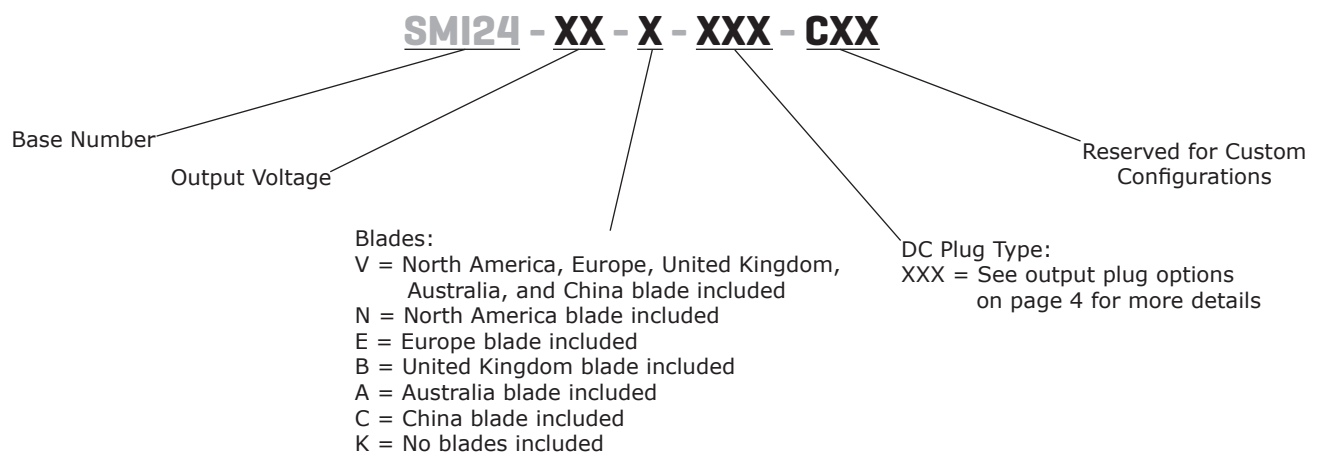 SMI24 - XX - X - XXX - CXX
Base Number
Output Voltage
Reserved for Custom
Configurations
Blades:
V = North America, Europe, United Kingdom,
Australia, and China blade included
N = North America blade included
E = Europe blade included
B = United Kingdom blade included
A = Australia blade included
C = China blade included
K = No blades included
DC Plug Type:
XXX = See output plug options
on page 4 for more details